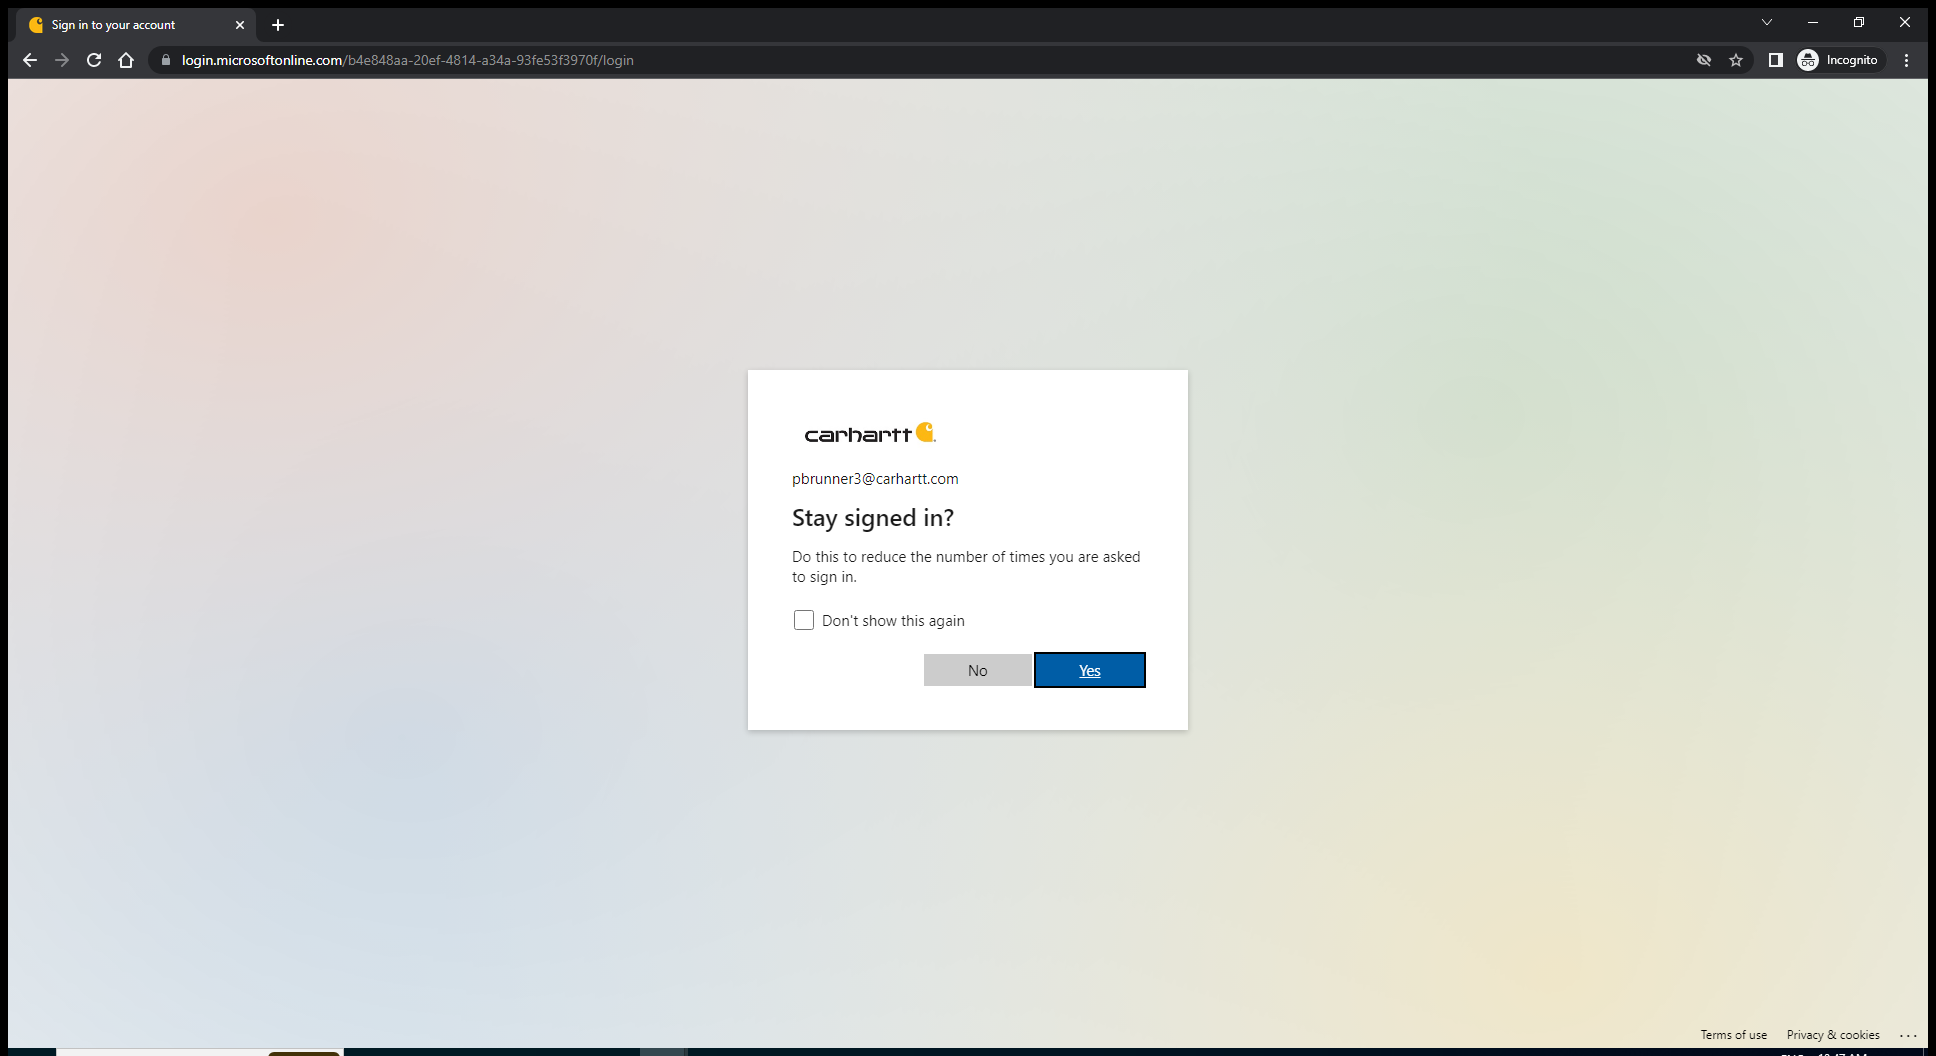 Sign in to your account
login.microsoftonline.com/b4e848aa-20ef-4814-a34a-93fe53f3970f/login
Incognito
carhartt
pbrunner3@carhartt.com
Stay signed in?
Do this to reduce the number of times you are asked
to sign in.
Don't show this again
No
Yes
Terms of use
Privacy & cookies
...